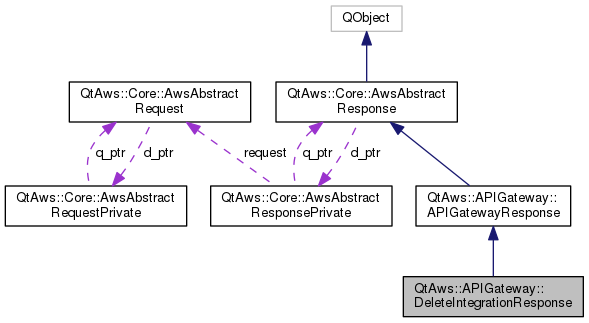 QObject
QtAws::Core::AwsAbstract
Request
QtAws::Core::AwsAbstract
Response
q_ptr
d_ptr
request
q_ptr
d_ptr
QtAws::Core::AwsAbstract
RequestPrivate
QtAws::Core::AwsAbstract
ResponsePrivate
QtAws::APIGateway::
APIGatewayResponse
QtAws::APIGateway::
DeleteIntegrationResponse